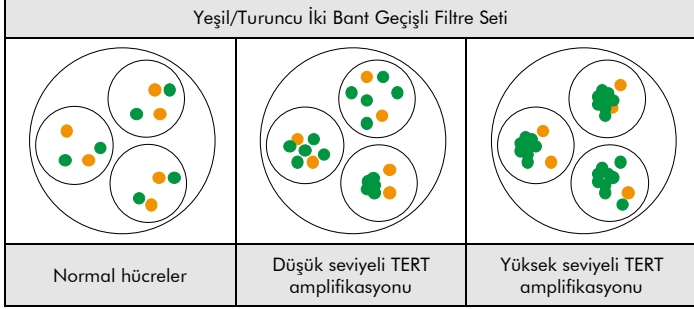 Yeşil/Turuncu İki Bant Geçişli Filtre Seti
Normal hücreler
Düşük seviyeli TERT
amplifikasyonu
Yüksek seviyeli TERT
amplifikasyonu